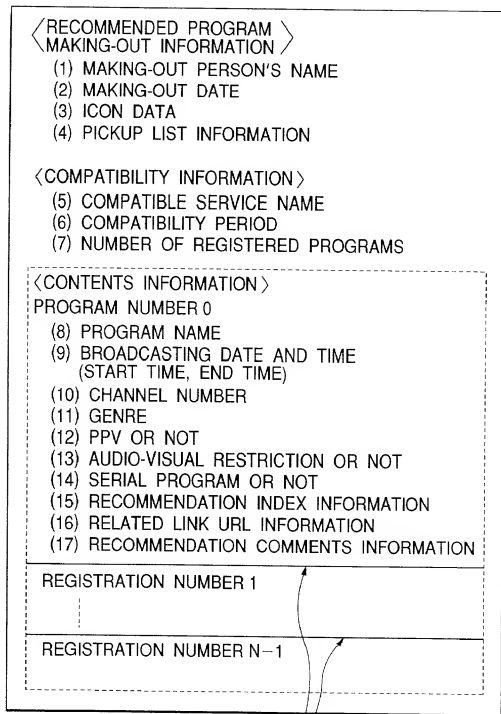 〈RECOMMENDED PROGRAM
MAKING-OUT INFORMATION〉
(1) MAKING-OUT PERSON'S NAME
(2) MAKING-OUT DATE
(3) ICON DATA
(4) PICKUP LIST INFORMATION
〈COMPATIBILITY INFORMATION〉
(5) COMPATIBLE SERVICE NAME
(6) COMPATIBILITY PERIOD
(7) NUMBER OF REGISTERED PROGRAMS
〈CONTENTS INFORMATION〉
PROGRAM NUMBER 0
(8) PROGRAM NAME
(9) BROADCASTING DATE AND TIME
(START TIME, END TIME)
(10) CHANNEL NUMBER
(11) GENRE
(12) PPV OR NOT
(13) AUDIO-VISUAL RESTRICTION OR NOT
(14) SERIAL PROGRAM OR NOT
(15) RECOMMENDATION INDEX INFORMATION
(16) RELATED LINK URL INFORMATION
(17) RECOMMENDATION COMMENTS INFORMATION
REGISTRATION NUMBER 1
REGISTRATION NUMBER N−1